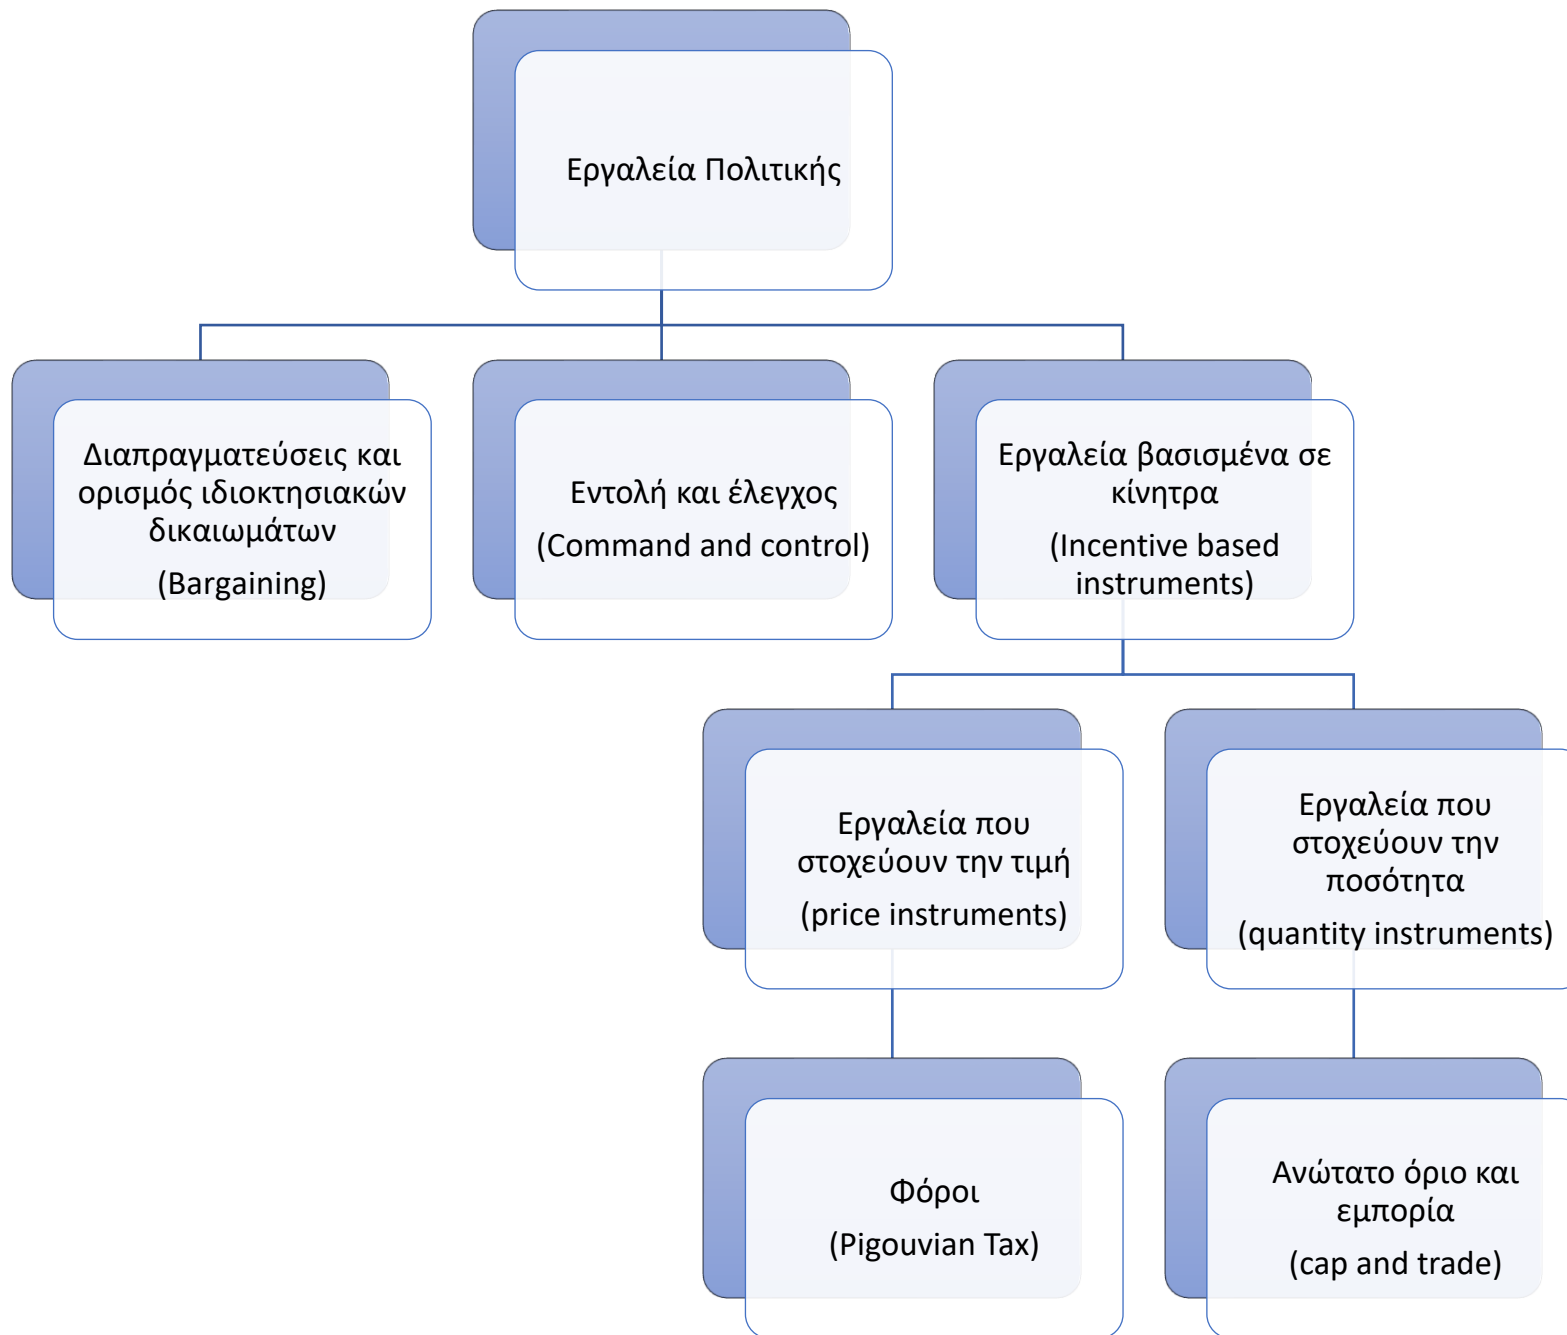 Εργαλεία Πολιτικής
Διαπραγματεύσεις και
ορισμός ιδιοκτησιακών
δικαιωμάτων
(Bargaining)
Εντολή και έλεγχος
(Command and control)
Εργαλεία βασισμένα σε
κίνητρα
(Incentive based
instruments)
Εργαλεία που
στοχεύουν την τιμή
(price instruments)
Εργαλεία που
στοχεύουν την
ποσότητα
(quantity instruments)
Φόροι
(Pigouvian Tax)
Ανώτατο όριο και
εμπορία
(cap and trade)